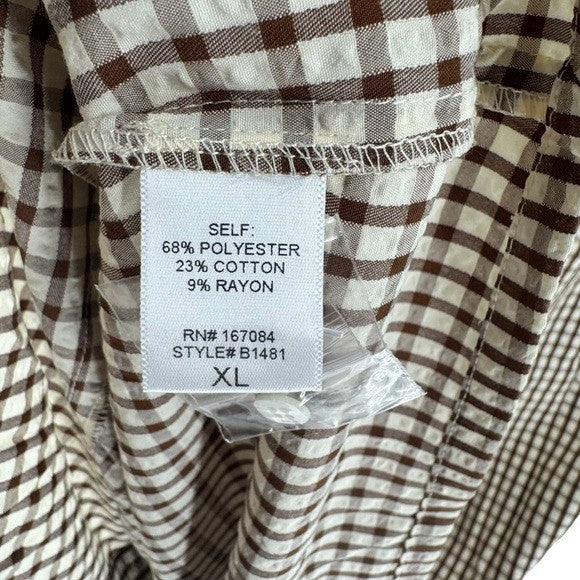 SELF:
68% POLYESTER
23% COTTON
9% RAYON
RN# 167084
STYLE# B1481
XL